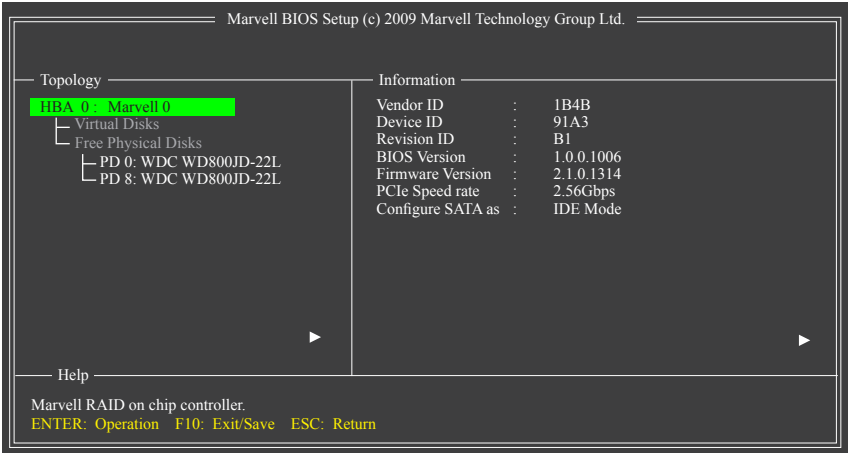 Marvell BIOS Setup (c) 2009 Marvell Technology Group Ltd.
Topology
HBA 0 : Marvell 0
Virtual Disks
Free Physical Disks
PD 0: WDC WD800JD-22L
PD 8: WDC WD800JD-22L
Information
Vendor ID : 1B4B
Device ID : 91A3
Revision ID : B1
BIOS Version : 1.0.0.1006
Firmware Version : 2.1.0.1314
PCIe Speed rate : 2.56Gbps
Configure SATA as : IDE Mode
Help
Marvell RAID on chip controller.
ENTER: Operation F10: Exit/Save ESC: Return